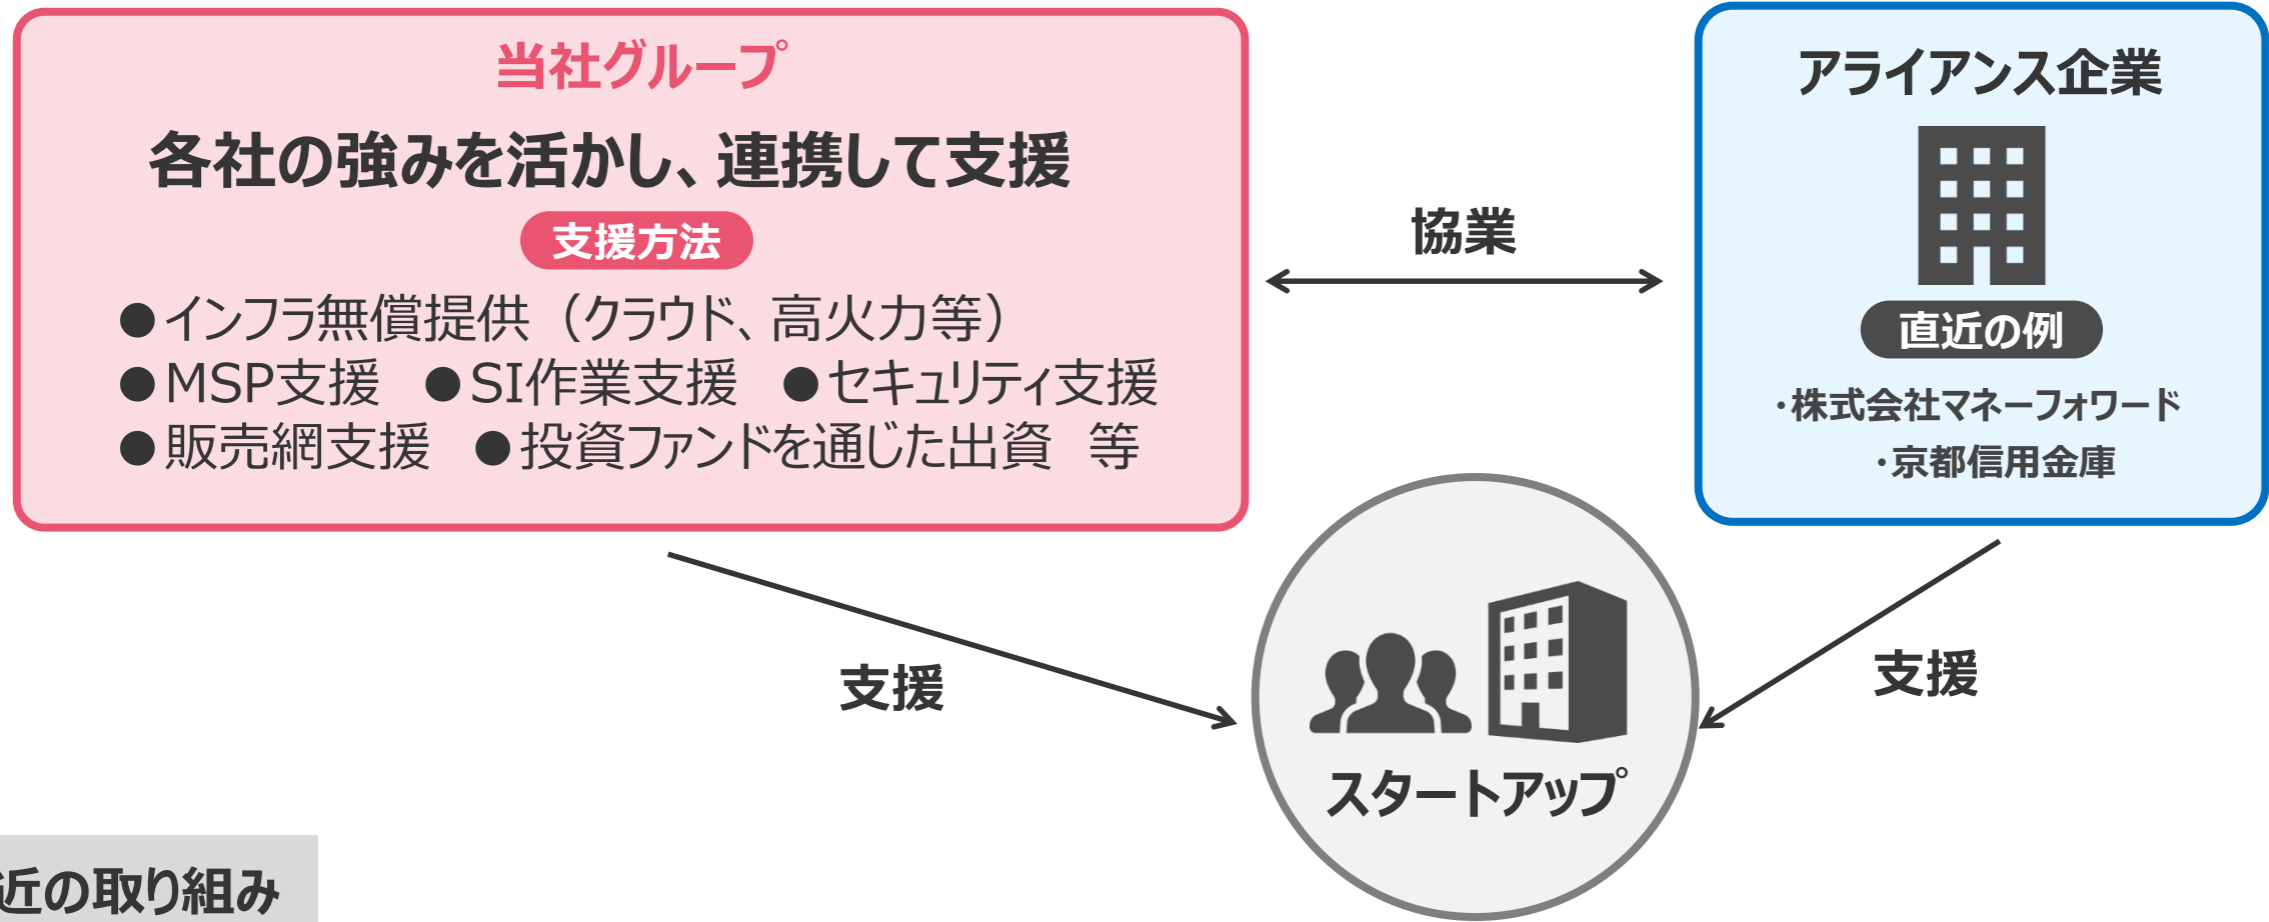 当社グループ
各社の強みを活かし、連携して支援
支援方法
●インフラ無償提供（クラウド、高火力等）
●MSP支援　●SI作業支援　●セキュリティ支援
●販売網支援　●投資ファンドを通じた出資　等
協業
アライアンス企業
直近の例
・株式会社マネーフォワード
・京都信用金庫
支援
支援
スタートアップ
近の取り組み